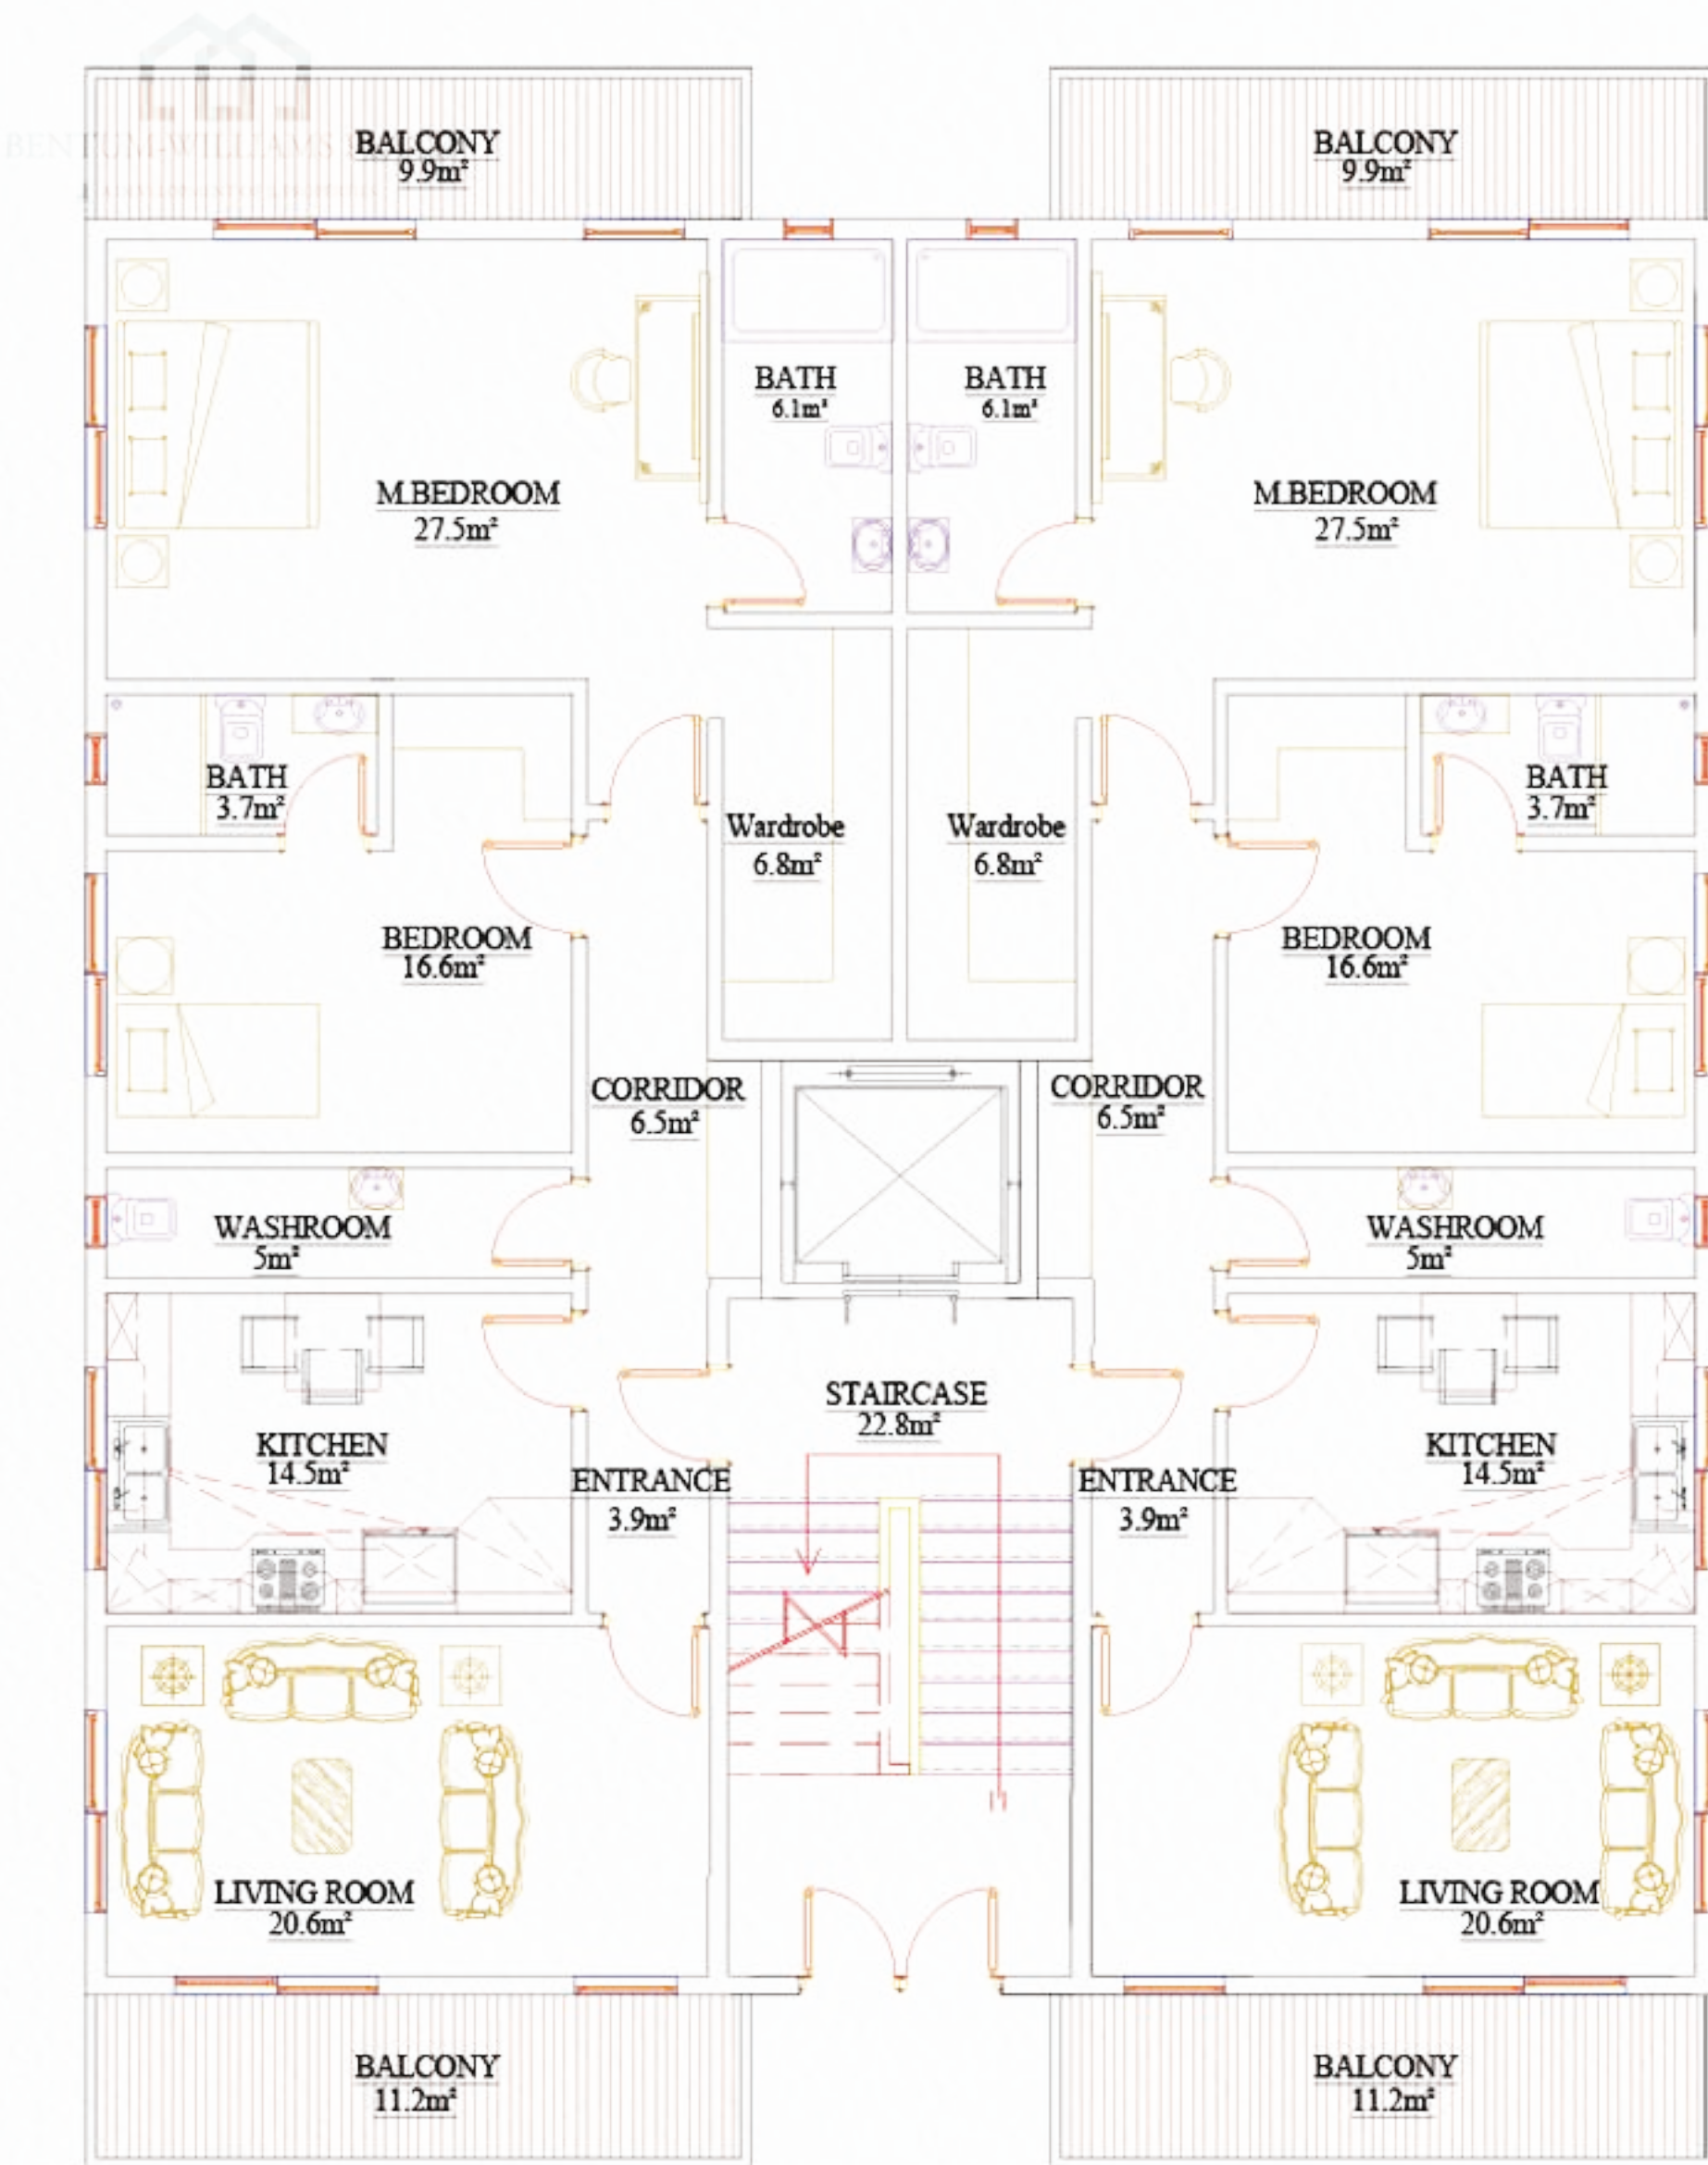 BALCONY
9.9m²
BALCONY
9.9m²
BATH
6.1m²
BATH
6.1m²
M.BEDROOM
27.5m²
M.BEDROOM
27.5m²
BATH
3.7m²
BATH
3.7m²
Wardrobe
6.8m²
Wardrobe
6.8m²
BEDROOM
16.6m²
BEDROOM
16.6m²
CORRIDOR
6.5m²
CORRIDOR
6.5m²
WASHROOM
5m²
WASHROOM
5m²
STAIRCASE
22.8m²
KITCHEN
14.5m²
KITCHEN
14.5m²
ENTRANCE
3.9m²
ENTRANCE
3.9m²
LIVING ROOM
20.6m²
LIVING ROOM
20.6m²
BALCONY
11.2m²
BALCONY
11.2m²